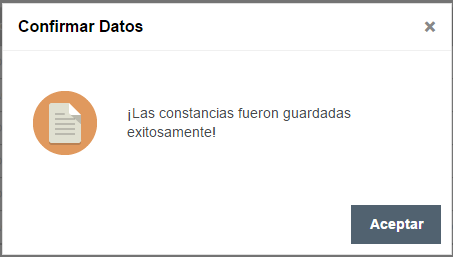 Confirmar Datos
×
¡Las constancias fueron guardadas
exitosamente!
Aceptar